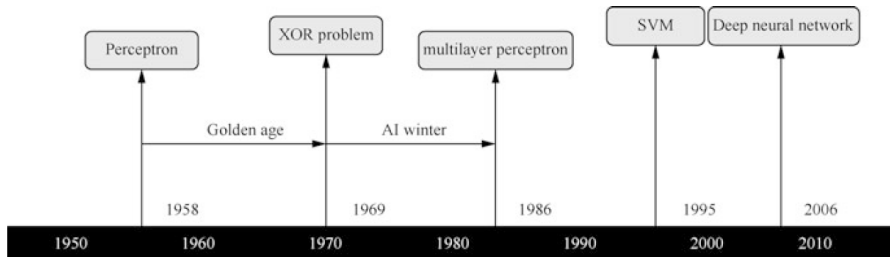 SVM
Deep neural network
XOR problem
Perceptron
multilayer perceptron
Golden age
AI winter
1958
1969
1986
1995
2006
1950
1960
1970
1980
1990
2000
2010